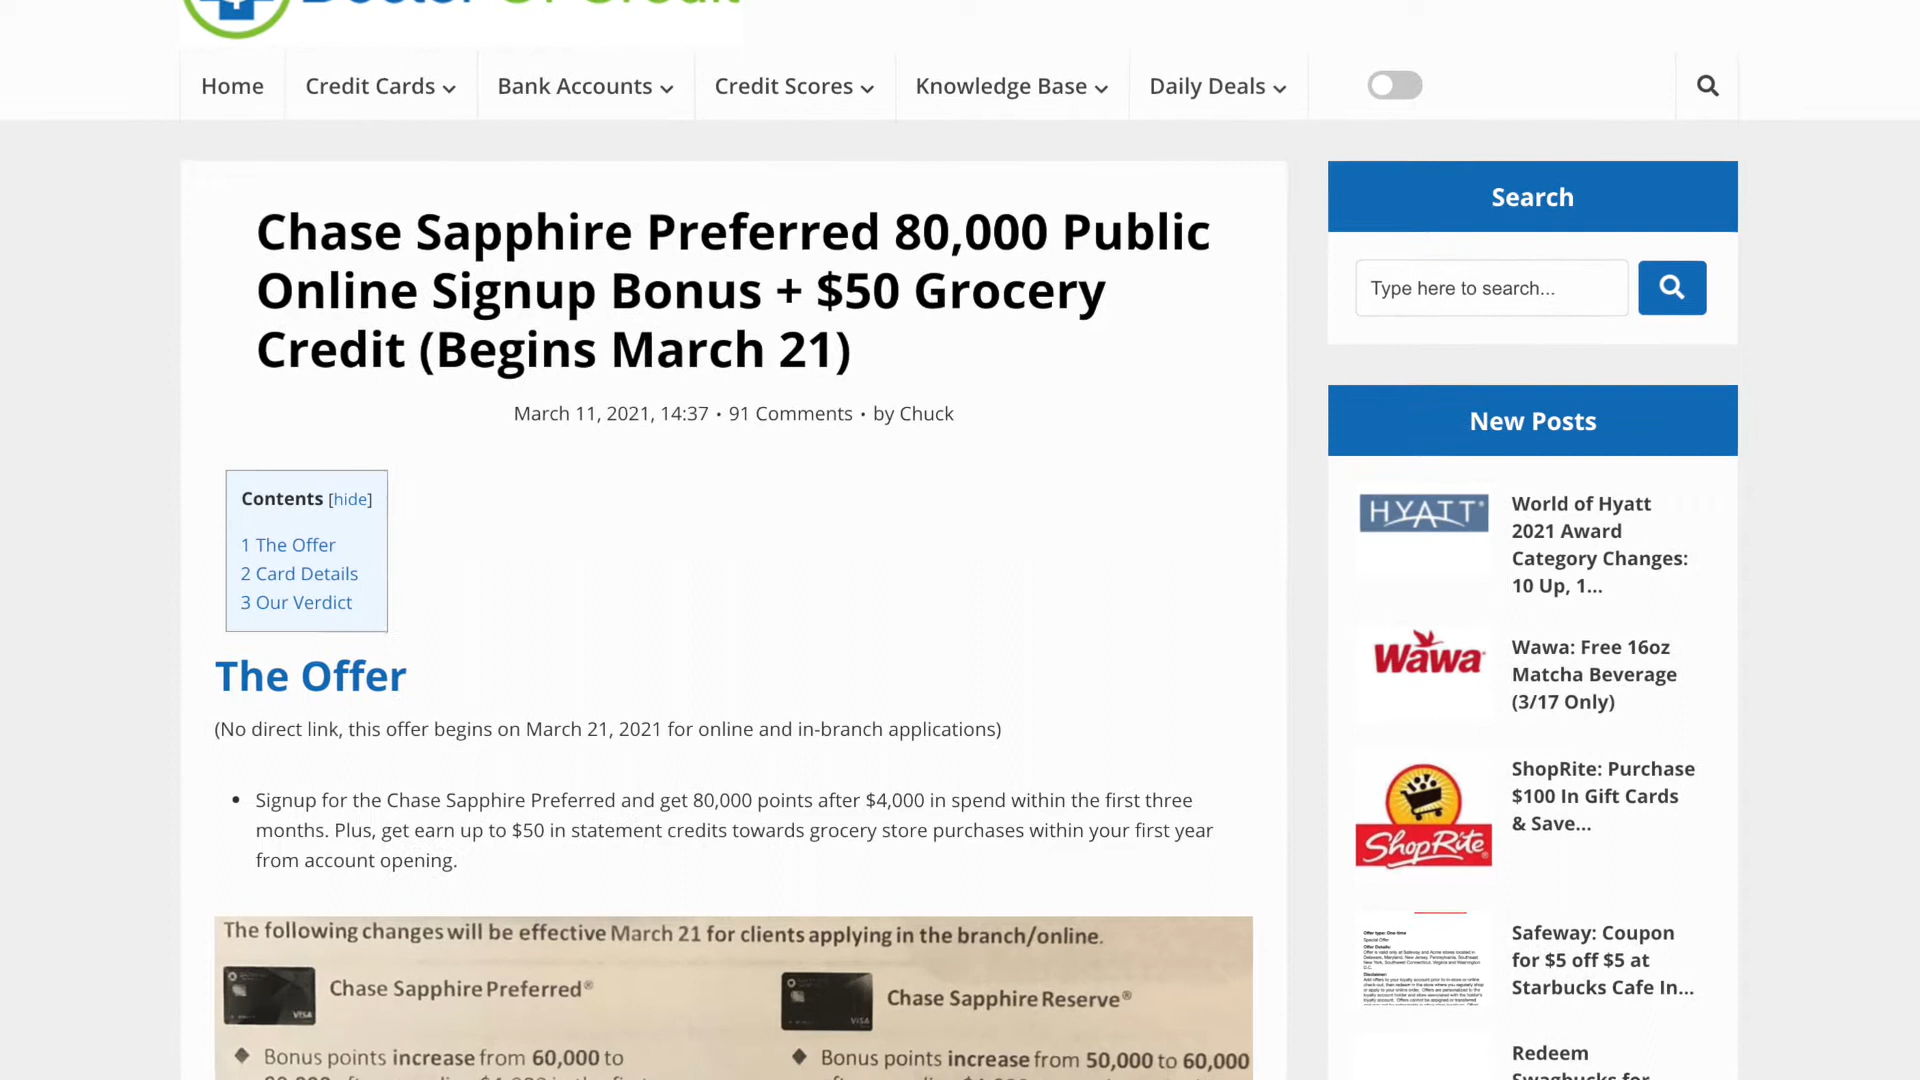 Home
Credit Cards
Bank Accounts
Credit Scores
Knowledge Base
Daily Deals
Chase Sapphire Preferred 80,000 Public
Online Signup Bonus + $50 Grocery
Credit (Begins March 21)
March 11, 2021, 14:37 • 91 Comments • by Chuck
Contents [hide]
1 The Offer
2 Card Details
3 Our Verdict
The Offer
(No direct link, this offer begins on March 21, 2021 for online and in-branch applications)
• Signup for the Chase Sapphire Preferred and get 80,000 points after $4,000 in spend within the first three
months. Plus, get earn up to $50 in statement credits towards grocery store purchases within your first year
from account opening.
The following changes will be effective March 21 for clients applying in the branch/online.
Chase Sapphire Preferred®
VISA
Bonus points increase from 60,000 to
Chase Sapphire Reserve®
VISA
Bonus points increase from 50,000 to 60,000
Search
Type here to search...
New Posts
HYATT
World of Hyatt
2021 Award
Category Changes:
10 Up, 1...
Wawa
Wawa: Free 16oz
Matcha Beverage
(3/17 Only)
ShopRite
ShopRite: Purchase
$100 In Gift Cards
& Save...
Safeway: Coupon
for $5 off $5 at
Starbucks Cafe In...
Redeem